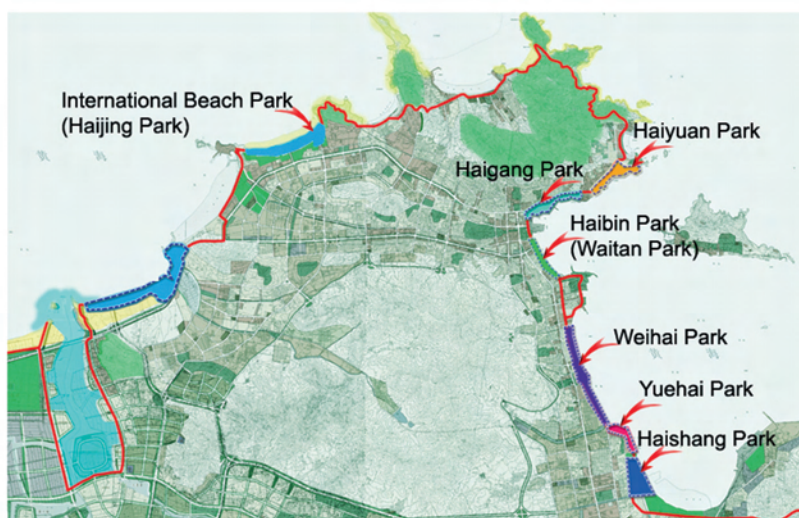 International Beach Park
(Haijing Park)
Haiyuan Park
Haigang Park
Haibin Park
(Waitan Park)
Weihai Park
Yuehai Park
Haishang Park